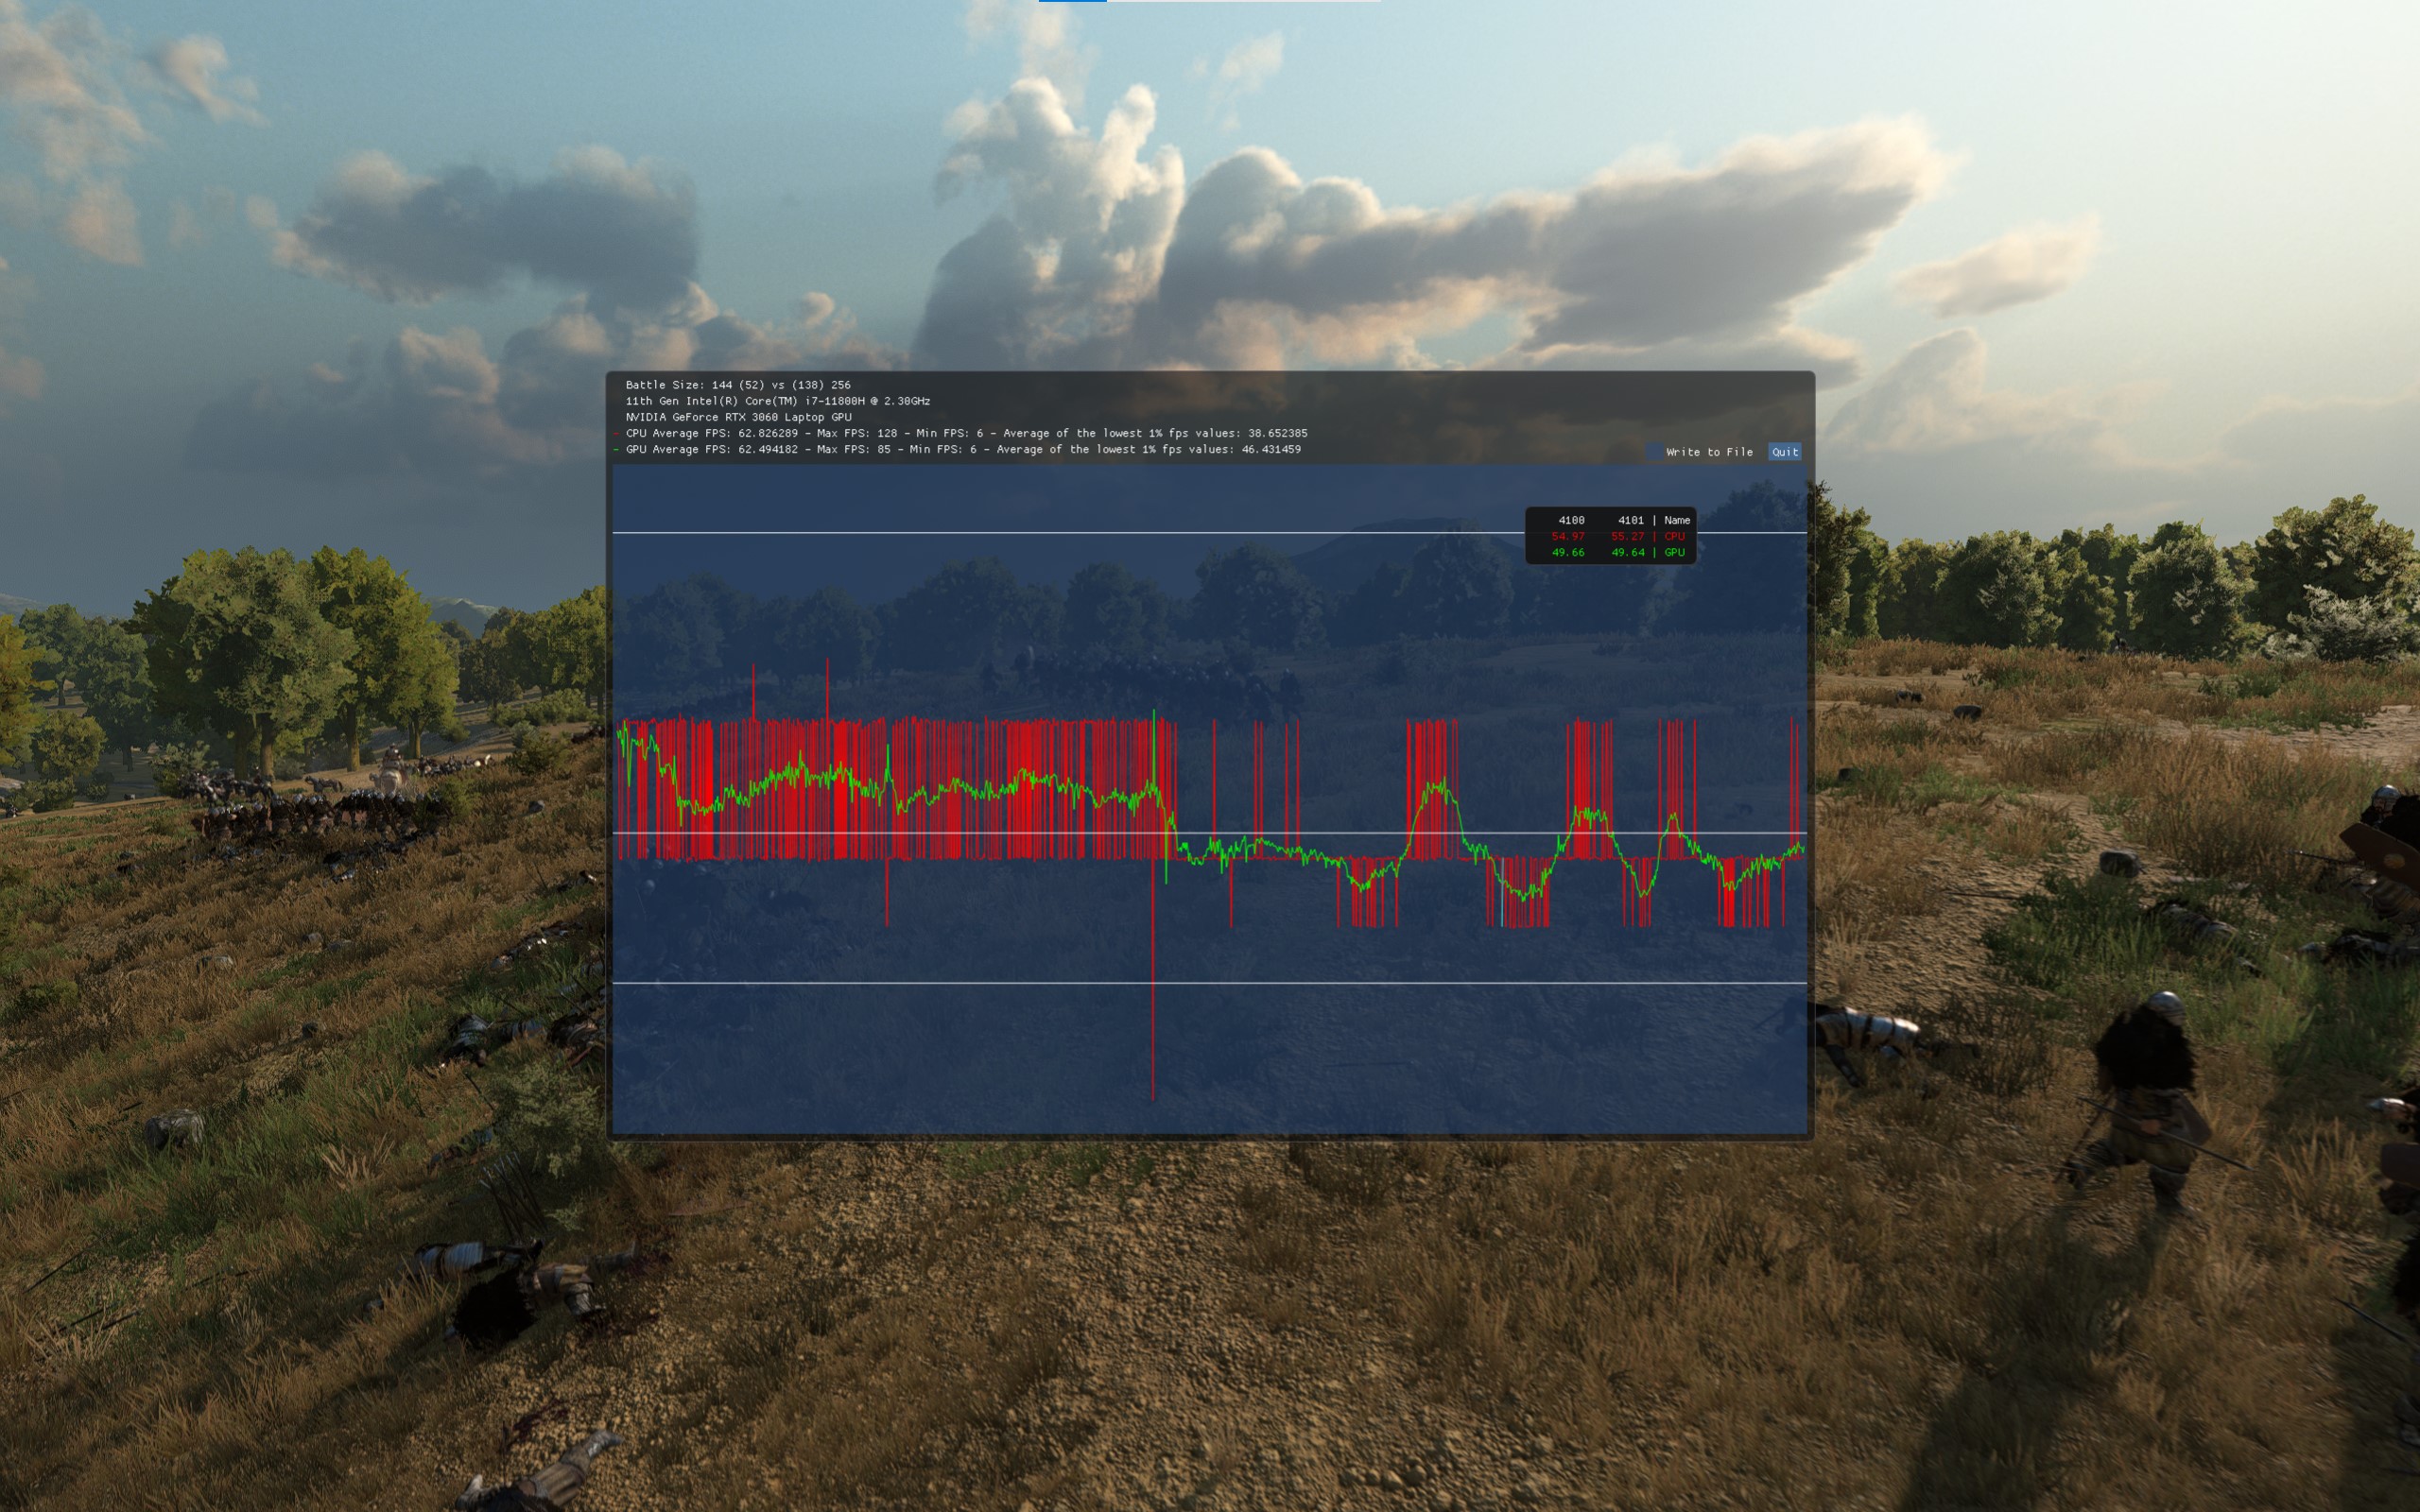 Battle Size: 144 (52) vs (138) 256
11th Gen Intel(R) Core(TM) i7-11800H @ 2.30GHz
NVIDIA GeForce RTX 3060 Laptop GPU
- CPU Average FPS: 62.826289 - Max FPS: 128 - Min FPS: 6 - Average of the lowest 1% fps values: 38.652385
- GPU Average FPS: 62.494182 - Max FPS: 85 - Min FPS: 6 - Average of the lowest 1% fps values: 46.431459
Write to File Quit
4100 4101 | Name
54.97 55.27 | CPU
49.66 49.64 | GPU